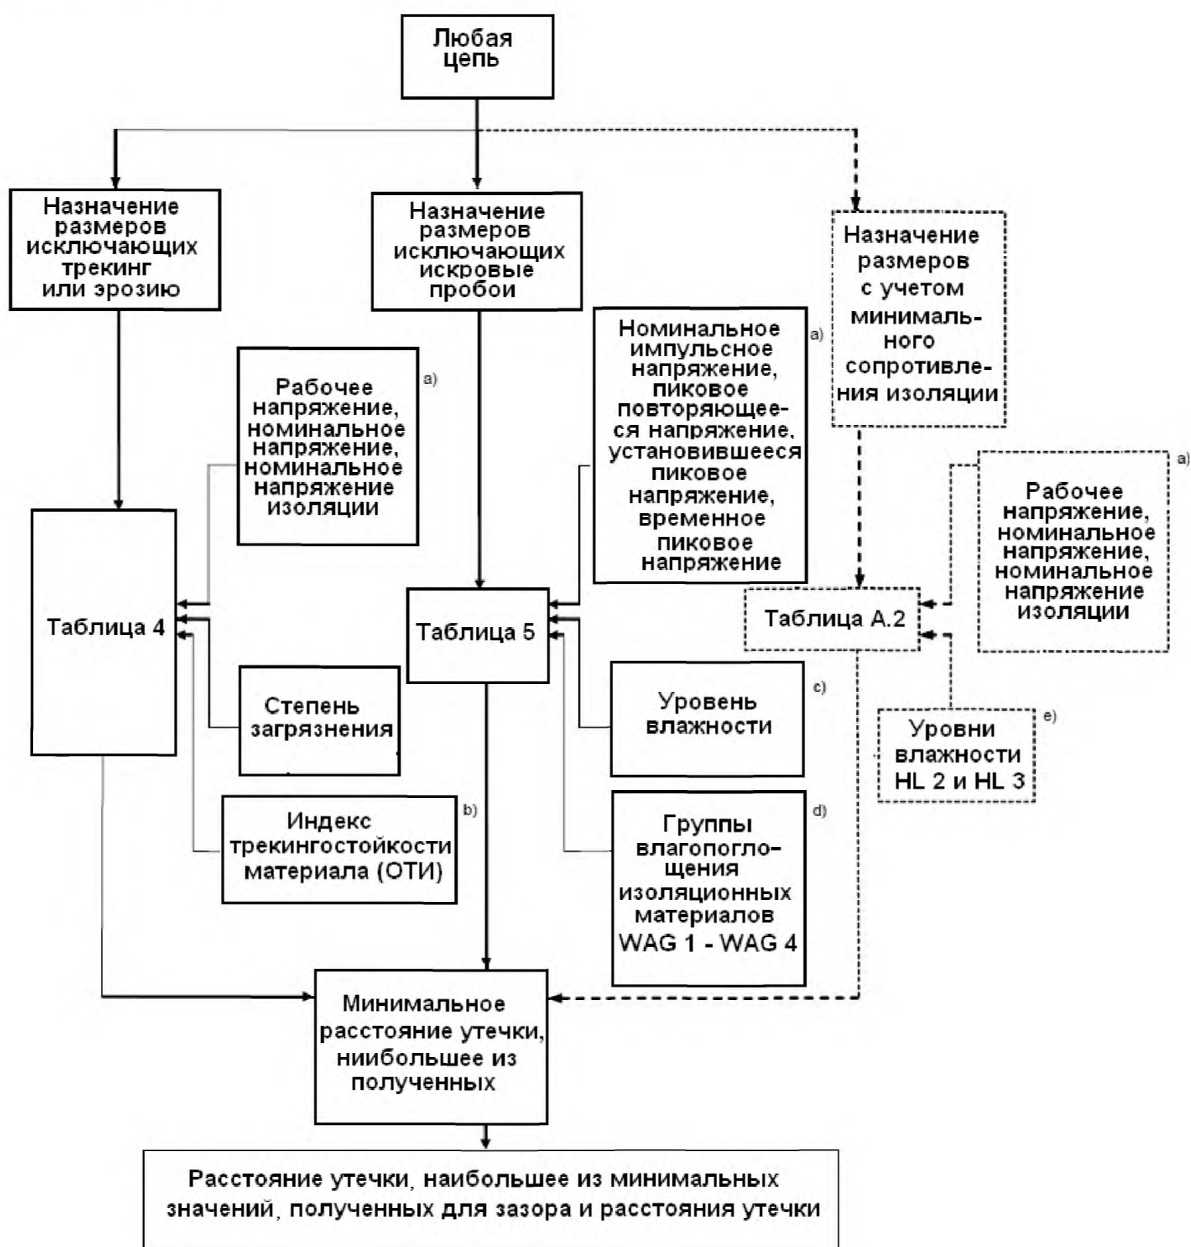 Любая
цепь
Назначение
размеров
исключающих
трекинг
или эрозию
Назначение
размеров
исключающих
искровые
пробои
Назначение
размеров
с учетом
минималь-
ного
сопротивле-
ния изоляции
Рабочее
напряжение,
номинальное
напряжение,
номинальное
напряжение
изоляции
a)
Номинальное
импульсное
напряжение,
пиковое
повторяющее-
ся напряжение,
установившееся
пиковое
напряжение,
временное
пиковое
напряжение
a)
Рабочее
напряжение,
номинальное
напряжение,
номинальное
напряжение
изоляции
a)
Таблица 4
Таблица 5
Таблица А.2
Степень
загрязнения
Уровень
влажности
c)
Уровни
влажности
HL 2 и HL 3
e)
Индекс
трекингостойкости
материала (ОТИ)
b)
Группы
влагопогло-
щения
изоляционных
материалов
WAG 1 - WAG 4
d)
Минимальное
расстояние утечки,
ниибольшее из
полученных
Расстояние утечки, наибольшее из минимальных
значений, полученных для зазора и расстояния утечки